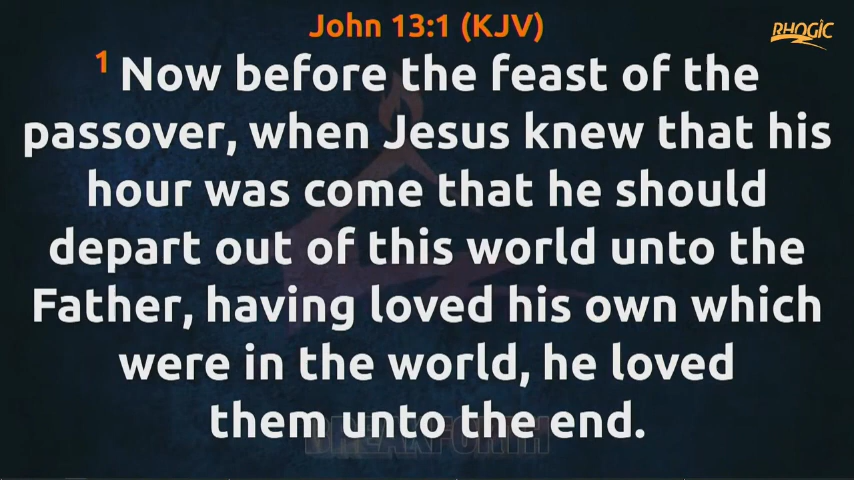 John 13:1 (KJV)
RHOGIC
1 Now before the feast of the
passover, when Jesus knew that his
hour was come that he should
depart out of this world unto the
Father, having loved his own which
were in the world, he loved
them unto the end.
BREAKFORTH